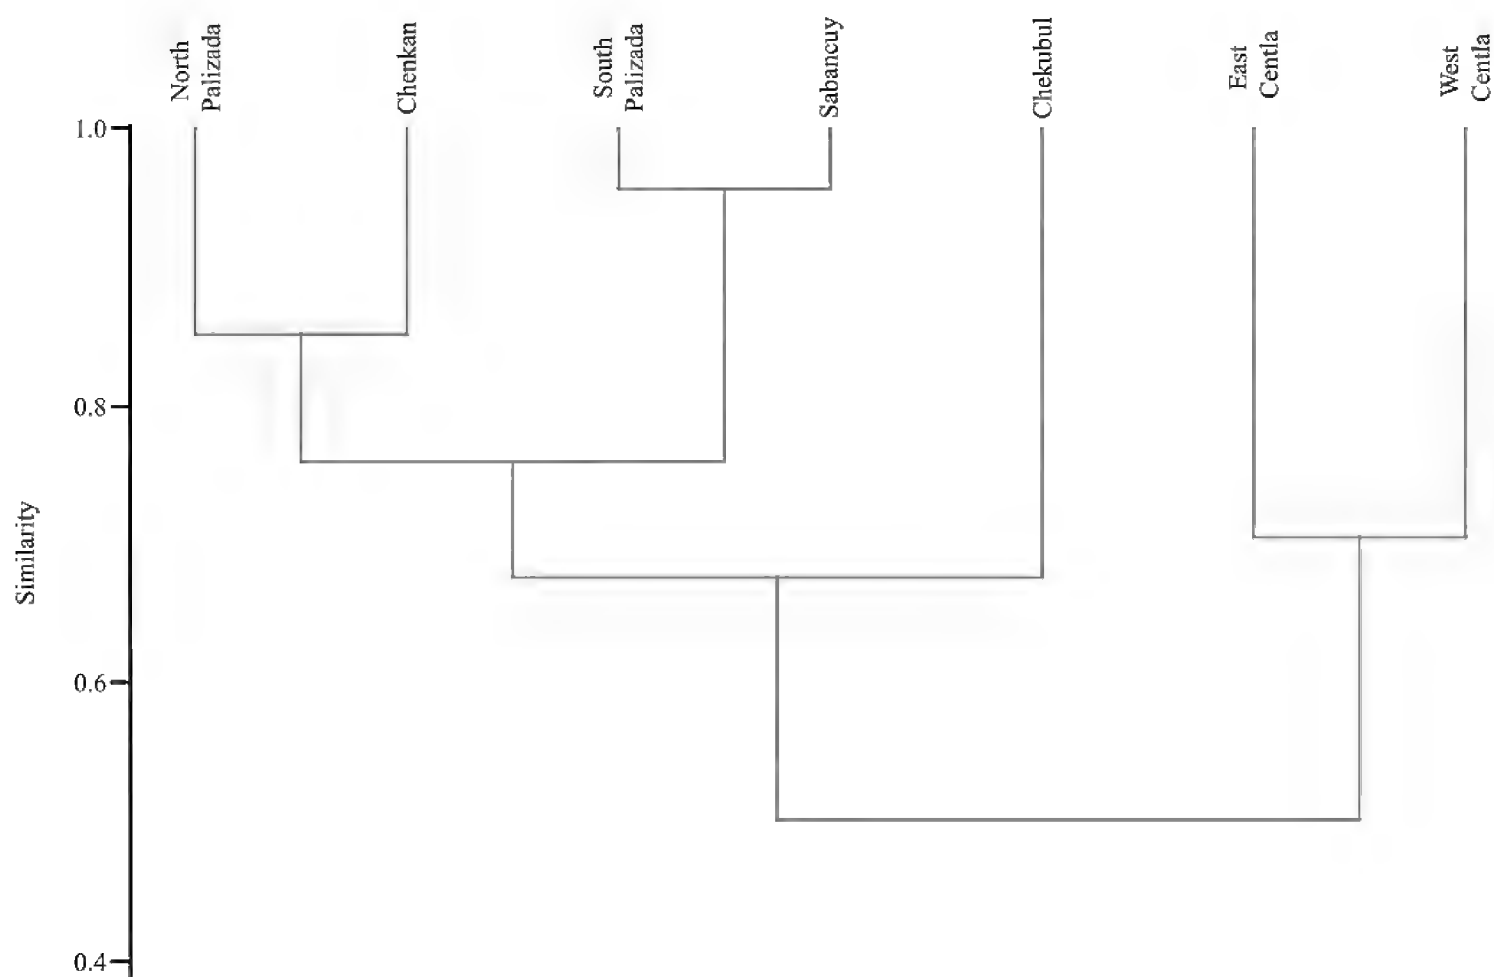 North
Palizada
Chenkan
South
Palizada
Sabancuy
Chekubul
East
Centla
West
Centla
1.0
0.8
0.6
0.4
Similarity